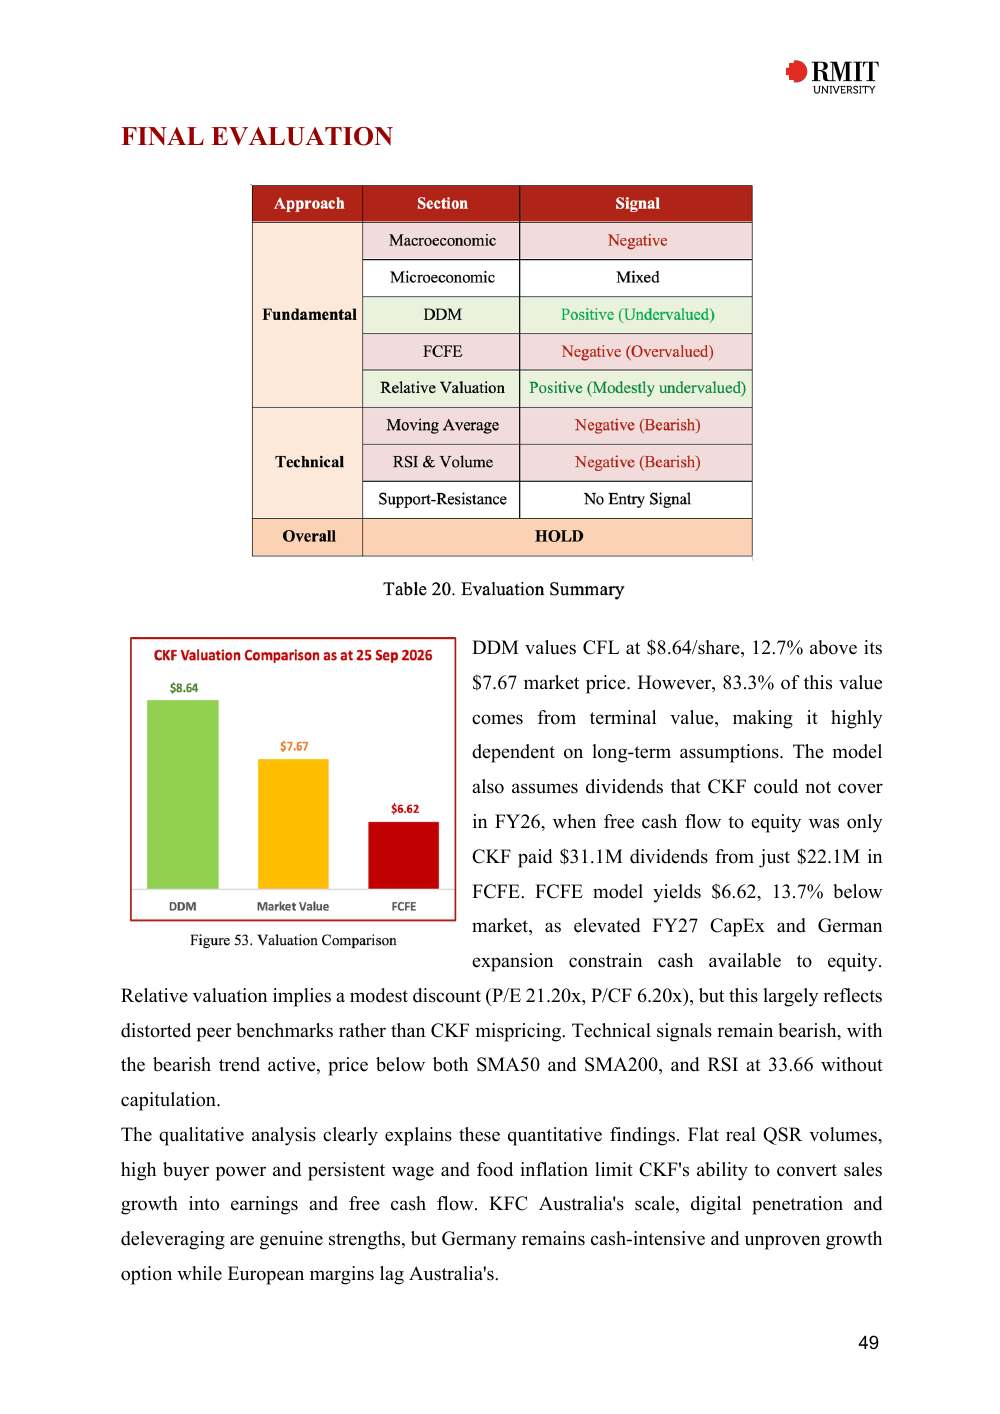 RMIT
UNIVERSITY
FINAL EVALUATION
Approach Section Signal
Macroeconomic Negative
Microeconomic Mixed
Fundamental DDM Positive (Undervalued)
FCFE Negative (Overvalued)
Relative Valuation Positive (Modestly undervalued)
Moving Average Negative (Bearish)
Technical RSI & Volume Negative (Bearish)
Support-Resistance No Entry Signal
Overall HOLD
Table 20. Evaluation Summary
CKF Valuation Comparison as at 25 Sep 2026
$8.64
$7.67
$6.62
DDM Market Value FCFE
Figure 53. Valuation Comparison
DDM values CFL at $8.64/share, 12.7% above its
$7.67 market price. However, 83.3% of this value
comes from terminal value, making it highly
dependent on long-term assumptions. The model
also assumes dividends that CKF could not cover
in FY26, when free cash flow to equity was only
CKF paid $31.1M dividends from just $22.1M in
FCFE. FCFE model yields $6.62, 13.7% below
market, as elevated FY27 CapEx and German
expansion constrain cash available to equity.
Relative valuation implies a modest discount (P/E 21.20x, P/CF 6.20x), but this largely reflects
distorted peer benchmarks rather than CKF mispricing. Technical signals remain bearish, with
the bearish trend active, price below both SMA50 and SMA200, and RSI at 33.66 without
capitulation.
The qualitative analysis clearly explains these quantitative findings. Flat real QSR volumes,
high buyer power and persistent wage and food inflation limit CKF's ability to convert sales
growth into earnings and free cash flow. KFC Australia's scale, digital penetration and
deleveraging are genuine strengths, but Germany remains cash-intensive and unproven growth
option while European margins lag Australia's.
49